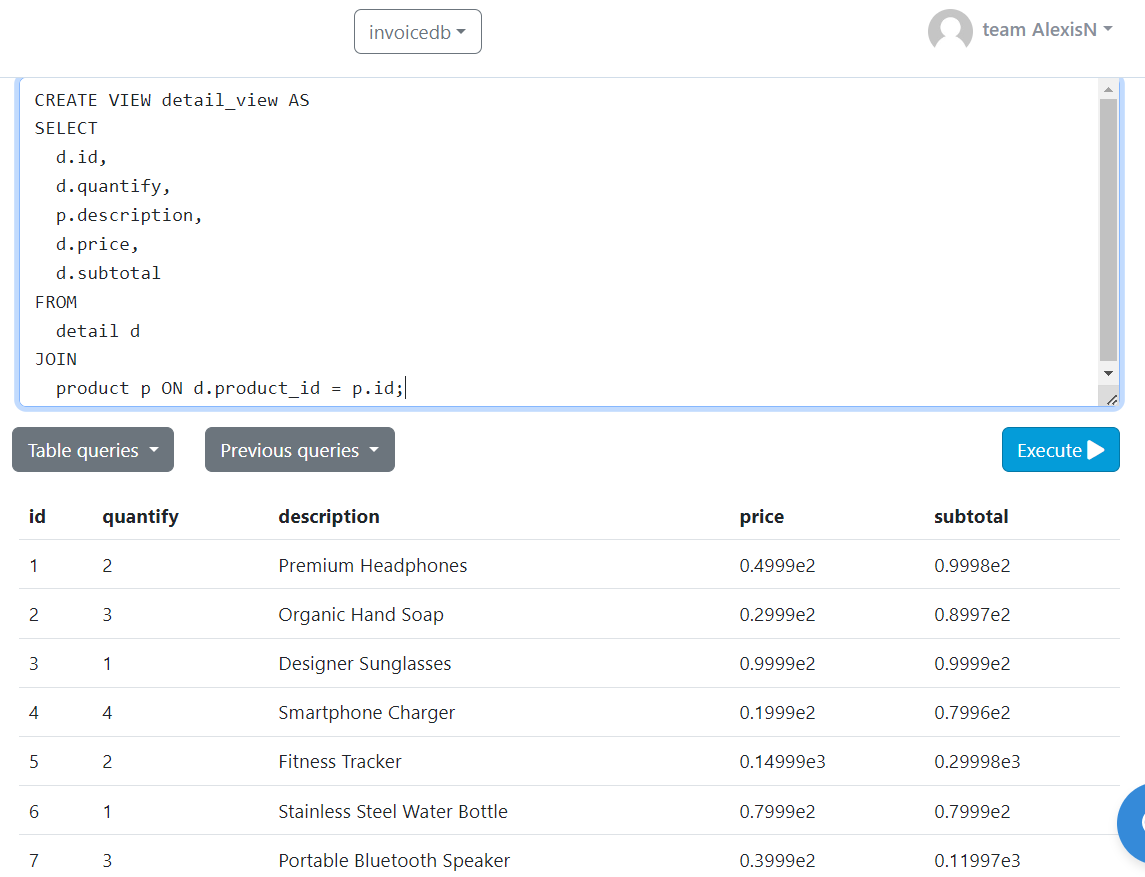 invoicedb
team AlexisN
CREATE VIEW detail_view AS
SELECT
d.id,
d.quantify,
p.description,
d.price,
d.subtotal
FROM
detail d
JOIN
product p ON d.product_id = p.id;
Table queries
Previous queries
Execute
id quantify description price subtotal
1 2 Premium Headphones 0.4999e2 0.9998e2
2 3 Organic Hand Soap 0.2999e2 0.8997e2
3 1 Designer Sunglasses 0.9999e2 0.9999e2
4 4 Smartphone Charger 0.1999e2 0.7996e2
5 2 Fitness Tracker 0.14999e3 0.29998e3
6 1 Stainless Steel Water Bottle 0.7999e2 0.7999e2
7 3 Portable Bluetooth Speaker 0.3999e2 0.11997e3